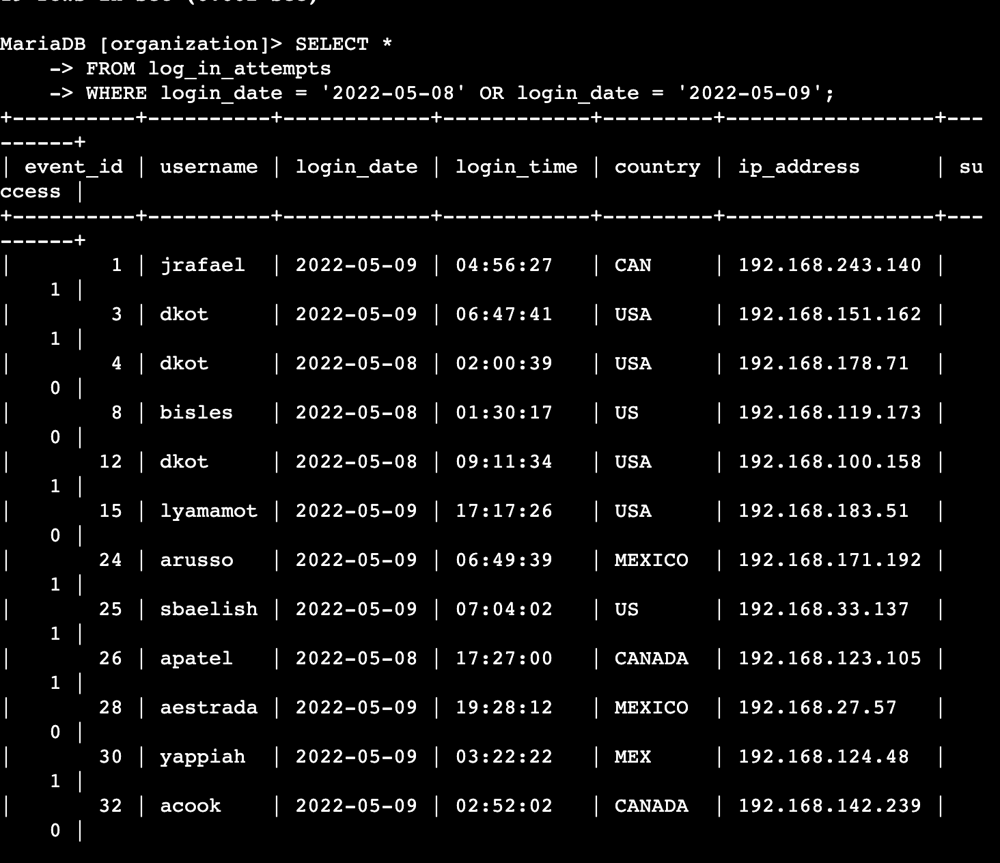 MariaDB [organization]> SELECT *
    -> FROM log_in_attempts
    -> WHERE login_date = '2022-05-08' OR login_date = '2022-05-09';
+----------+----------+------------+------------+---------+-----------------+---
------+
| event_id | username | login_date | login_time | country | ip_address      | su
ccess |
+----------+----------+------------+------------+---------+-----------------+---
------+
|        1 | jrafael  | 2022-05-09 | 04:56:27   | CAN     | 192.168.243.140 |
    1 |
|        3 | dkot     | 2022-05-09 | 06:47:41   | USA     | 192.168.151.162 |
    1 |
|        4 | dkot     | 2022-05-08 | 02:00:39   | USA     | 192.168.178.71  |
    0 |
|        8 | bisles   | 2022-05-08 | 01:30:17   | US      | 192.168.119.173 |
    0 |
|       12 | dkot     | 2022-05-08 | 09:11:34   | USA     | 192.168.100.158 |
    1 |
|       15 | lyamamot | 2022-05-09 | 17:17:26   | USA     | 192.168.183.51  |
    0 |
|       24 | arusso   | 2022-05-09 | 06:49:39   | MEXICO  | 192.168.171.192 |
    1 |
|       25 | sbaelish | 2022-05-09 | 07:04:02   | US      | 192.168.33.137  |
    1 |
|       26 | apatel   | 2022-05-08 | 17:27:00   | CANADA  | 192.168.123.105 |
    1 |
|       28 | aestrada | 2022-05-09 | 19:28:12   | MEXICO  | 192.168.27.57   |
    0 |
|       30 | yappiah  | 2022-05-09 | 03:22:22   | MEX     | 192.168.124.48  |
    1 |
|       32 | acook    | 2022-05-09 | 02:52:02   | CANADA  | 192.168.142.239 |
    0 |